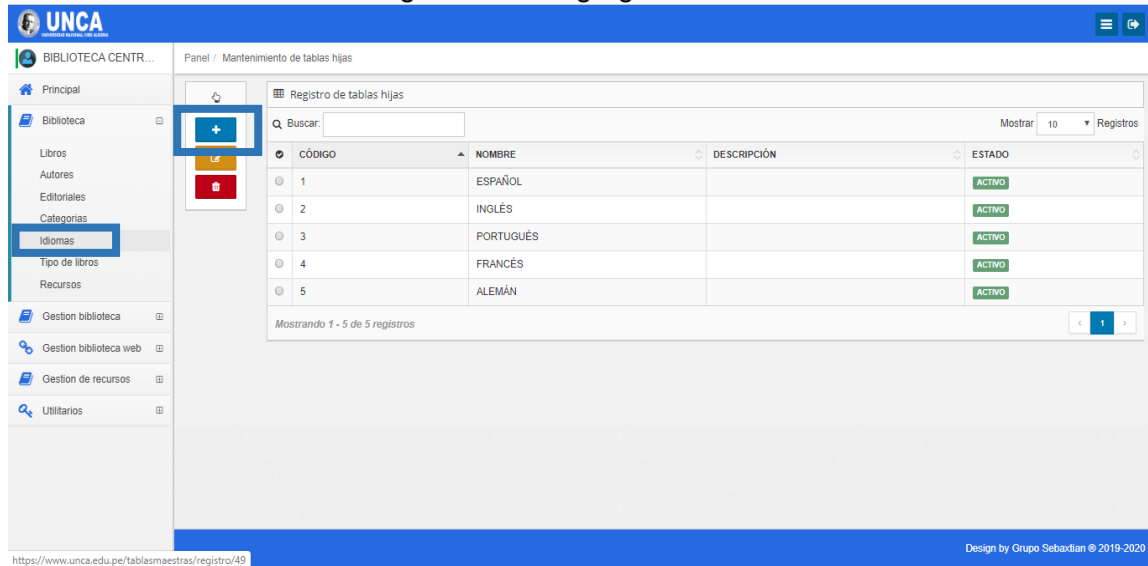 UNCA
UNIVERSIDAD NACIONAL CIRO ALEGRÍA
BIBLIOTECA CENTR...
Panel / Mantenimiento de tablas hijas
Principal
Biblioteca
Libros
Autores
Editoriales
Categorias
Idiomas
Tipo de libros
Recursos
Gestion biblioteca
Gestion biblioteca web
Gestion de recursos
Utilitarios
Registro de tablas hijas
Buscar:
Mostrar 10 Registros
CÓDIGO NOMBRE DESCRIPCIÓN ESTADO
1 ESPAÑOL ACTIVO
2 INGLÉS ACTIVO
3 PORTUGUÉS ACTIVO
4 FRANCÉS ACTIVO
5 ALEMÁN ACTIVO
Mostrando 1 - 5 de 5 registros
‹ 1 ›
Design by Grupo Sebaxtian ® 2019-2020
https://www.unca.edu.pe/tablasmaestras/registro/49